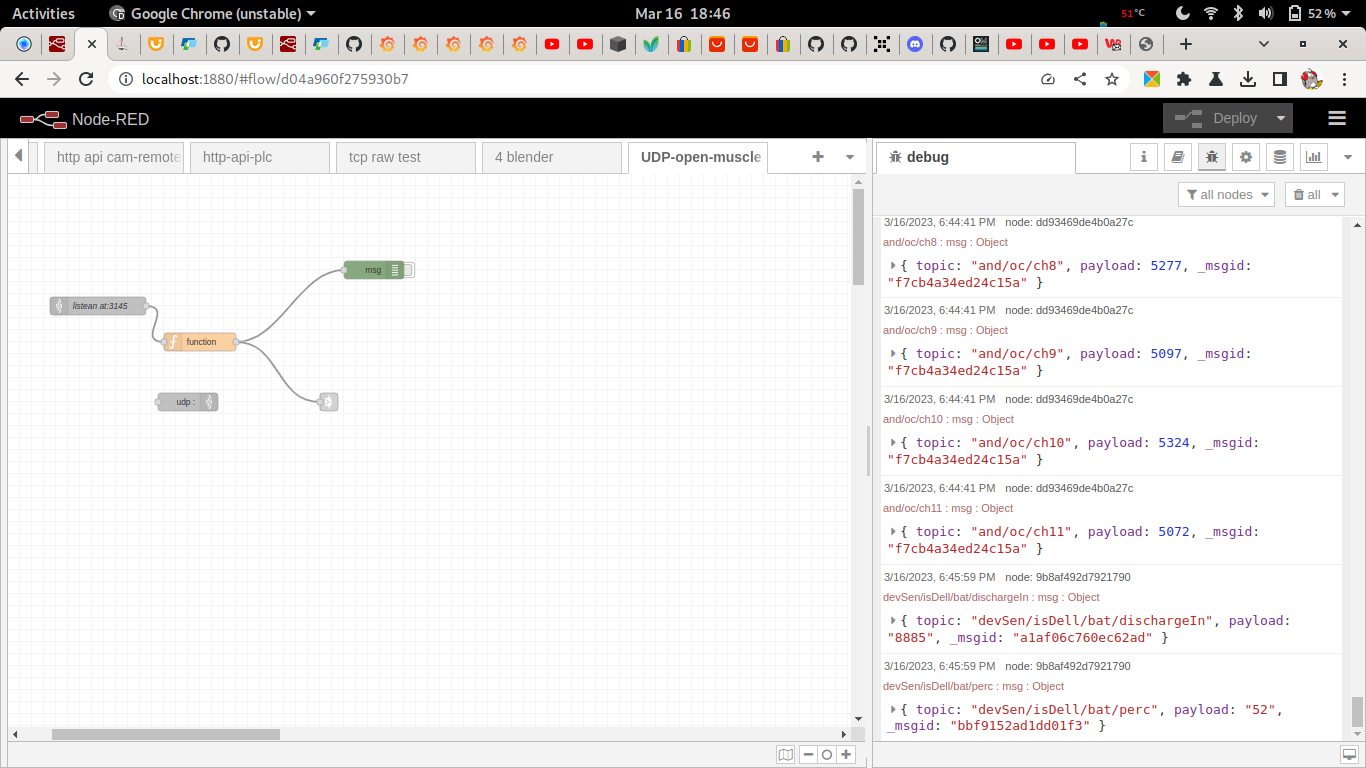 Activities
Google Chrome (unstable)
Mar 16 18:46
51°C
52 %
localhost:1880/#flow/d04a960f275930b7
Node-RED
Deploy
http api cam-remote
http-api-plc
tcp raw test
4 blender
UDP-open-muscle
debug
all nodes
all
msg
listean at:3145
function
udp :
3/16/2023, 6:44:41 PM node: dd93469de4b0a27c
and/oc/ch8 : msg : Object
{ topic: "and/oc/ch8", payload: 5277, _msgid:
"f7cb4a34ed24c15a" }
3/16/2023, 6:44:41 PM node: dd93469de4b0a27c
and/oc/ch9 : msg : Object
{ topic: "and/oc/ch9", payload: 5097, _msgid:
"f7cb4a34ed24c15a" }
3/16/2023, 6:44:41 PM node: dd93469de4b0a27c
and/oc/ch10 : msg : Object
{ topic: "and/oc/ch10", payload: 5324, _msgid:
"f7cb4a34ed24c15a" }
3/16/2023, 6:44:41 PM node: dd93469de4b0a27c
and/oc/ch11 : msg : Object
{ topic: "and/oc/ch11", payload: 5072, _msgid:
"f7cb4a34ed24c15a" }
3/16/2023, 6:45:59 PM node: 9b8af492d7921790
devSen/isDell/bat/dischargeIn : msg : Object
{ topic: "devSen/isDell/bat/dischargeIn", payload:
"8885", _msgid: "a1af06c760ec62ad" }
3/16/2023, 6:45:59 PM node: 9b8af492d7921790
devSen/isDell/bat/perc : msg : Object
{ topic: "devSen/isDell/bat/perc", payload: "52",
_msgid: "bbf9152ad1dd01f3" }